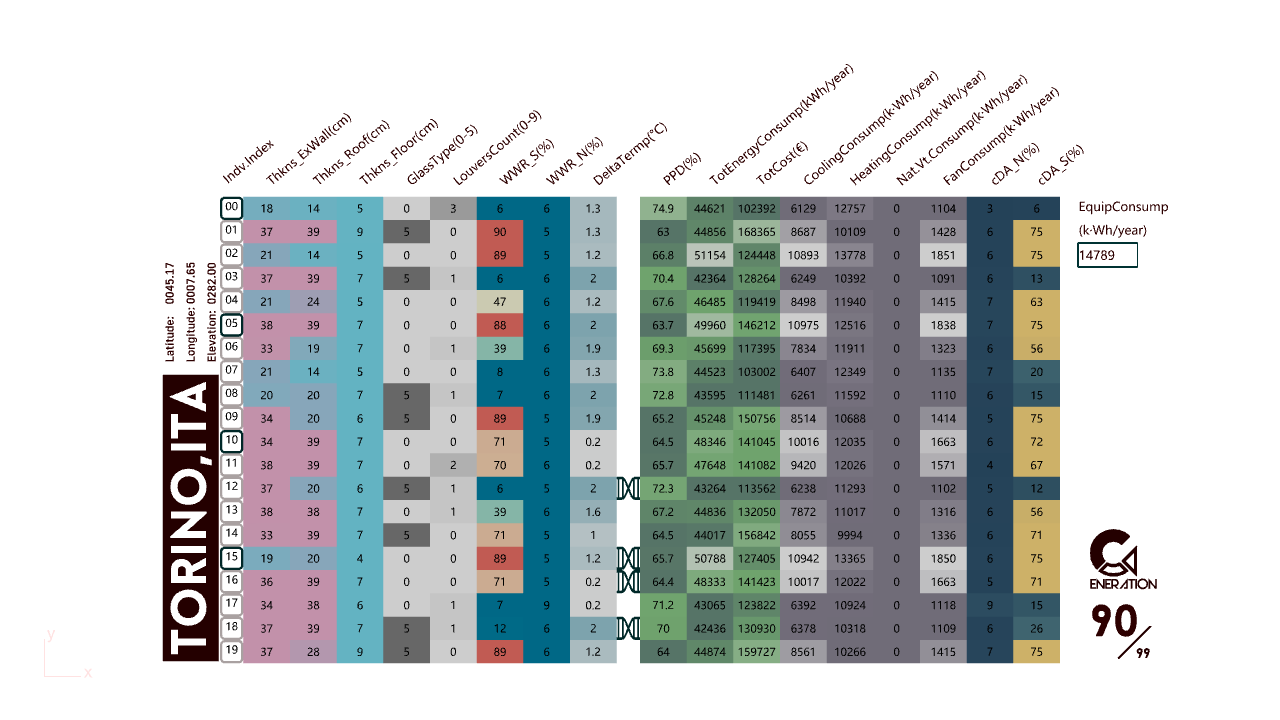 Indv.Index Thkns_ExWall(cm) Thkns_Roof(cm) Thkns_Floor(cm) GlassType(0-5) LouversCount(0-9) WWR_S(%) WWR_N(%) DeltaTermp(°C) PPD(%) TotEnergyConsump(kWh/year) TotCost(€) CoolingConsump(k·Wh/year) HeatingConsump(k·Wh/year) Nat.Vt.Consump(k·Wh/year) FanConsump(k·Wh/year) cDA_N(%) cDA_S(%)
00 18 14 5 0 3 6 6 1.3 74.9 44621 102392 6129 12757 0 1104 3 6
01 37 39 9 5 0 90 5 1.3 63 44856 168365 8687 10109 0 1428 6 75
02 21 14 5 0 0 89 5 1.2 66.8 51154 124448 10893 13778 0 1851 6 75
03 37 39 7 5 1 6 6 2 70.4 42364 128264 6249 10392 0 1091 6 13
04 21 24 5 0 0 47 6 1.2 67.6 46485 119419 8498 11940 0 1415 7 63
05 38 39 7 0 0 88 5 2 63.7 49960 146212 10975 12516 0 1838 7 75
06 33 19 7 0 1 39 6 1.9 69.3 45699 117395 7834 11911 0 1323 6 56
07 21 14 5 0 0 8 6 1.3 73.8 44523 103002 6407 12349 0 1135 7 20
08 20 20 7 5 1 7 6 2 72.8 43595 111481 6261 11592 0 1110 6 15
09 34 20 6 5 0 89 5 1.9 65.2 45248 150756 8514 10688 0 1414 5 75
10 34 39 7 0 0 71 5 0.2 64.5 48346 141045 10016 12035 0 1663 6 72
11 38 39 7 0 2 70 6 0.2 65.7 47648 141082 9420 12026 0 1571 4 67
12 37 20 6 5 1 6 5 2 72.3 43264 113562 6238 11293 0 1102 5 12
13 38 38 7 0 1 39 5 1.6 67.2 44836 132050 7872 11017 0 1316 6 56
14 33 39 7 5 0 71 5 1 64.5 44017 156842 8055 9994 0 1336 6 71
15 19 20 4 0 0 89 5 1.2 65.7 50788 127405 10942 13365 0 1850 6 75
16 36 39 7 0 0 71 5 0.2 64.4 48333 141423 10017 12022 0 1663 5 71
17 34 38 6 0 1 7 9 0.2 71.2 43065 123822 6392 10924 0 1118 9 15
18 37 39 7 5 1 12 6 2 70 42436 130930 6378 10318 0 1109 6 26
19 37 28 9 5 0 89 5 1.2 64 44874 159727 8561 10266 0 1415 7 75
Latitude: 0045.17
Longitude: 0007.65
Elevation: 0282.00
TORINO,ITA
EquipConsump
(k·Wh/year)
14789
ENERATION
90/99
y
x